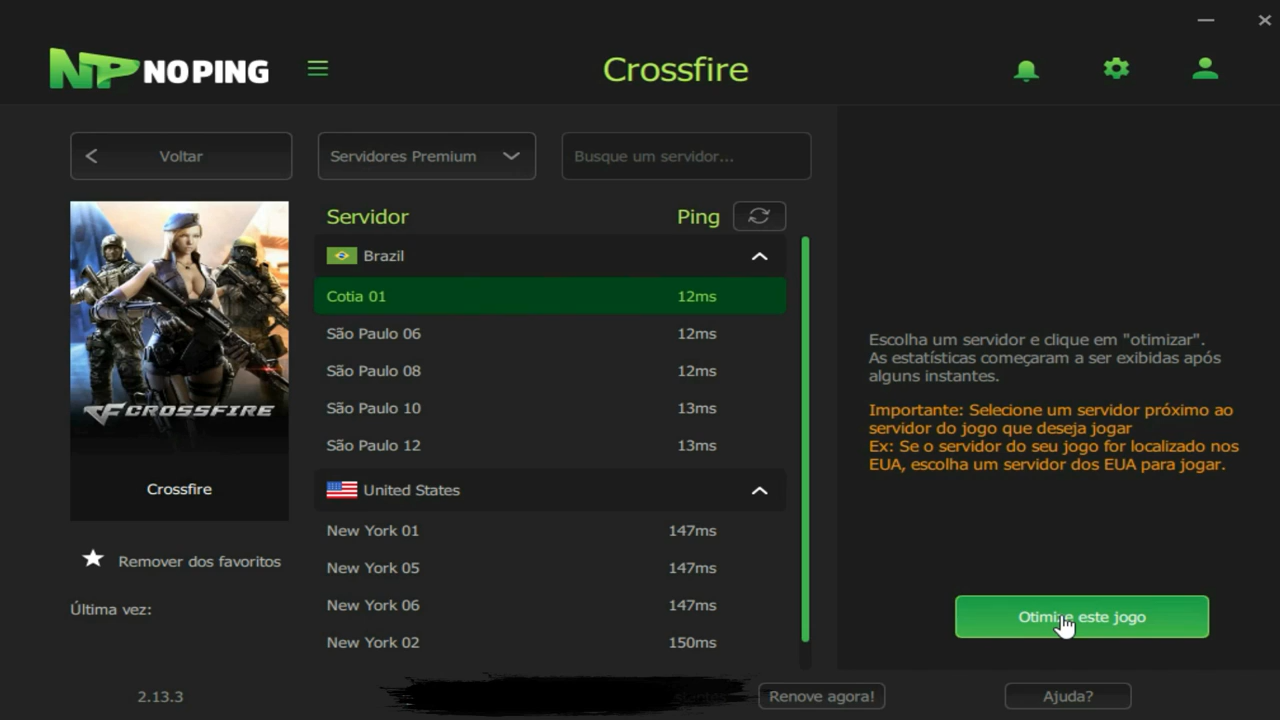 NP NOPING
Crossfire
Voltar
Servidores Premium
Busque um servidor...
Servidor Ping
Brazil
Cotia 01 12ms
São Paulo 06 12ms
São Paulo 08 12ms
São Paulo 10 13ms
São Paulo 12 13ms
United States
New York 01 147ms
New York 05 147ms
New York 06 147ms
New York 02 150ms
CF CROSSFIRE
Crossfire
Remover dos favoritos
Última vez:
Escolha um servidor e clique em "otimizar".
As estatísticas começaram a ser exibidas após
alguns instantes.
Importante: Selecione um servidor próximo ao
servidor do jogo que deseja jogar
Ex: Se o servidor do seu jogo for localizado nos
EUA, escolha um servidor dos EUA para jogar.
Otimize este jogo
2.13.3
Renove agora!
Ajuda?